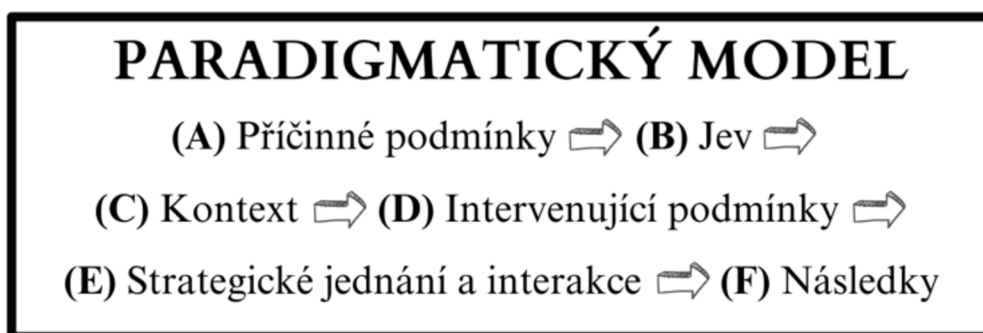 PARADIGMATICKÝ MODEL
(A) Příčinné podmínky ⇨ (B) Jev ⇨
(C) Kontext ⇨ (D) Intervenující podmínky ⇨
(E) Strategické jednání a interakce ⇨ (F) Následky